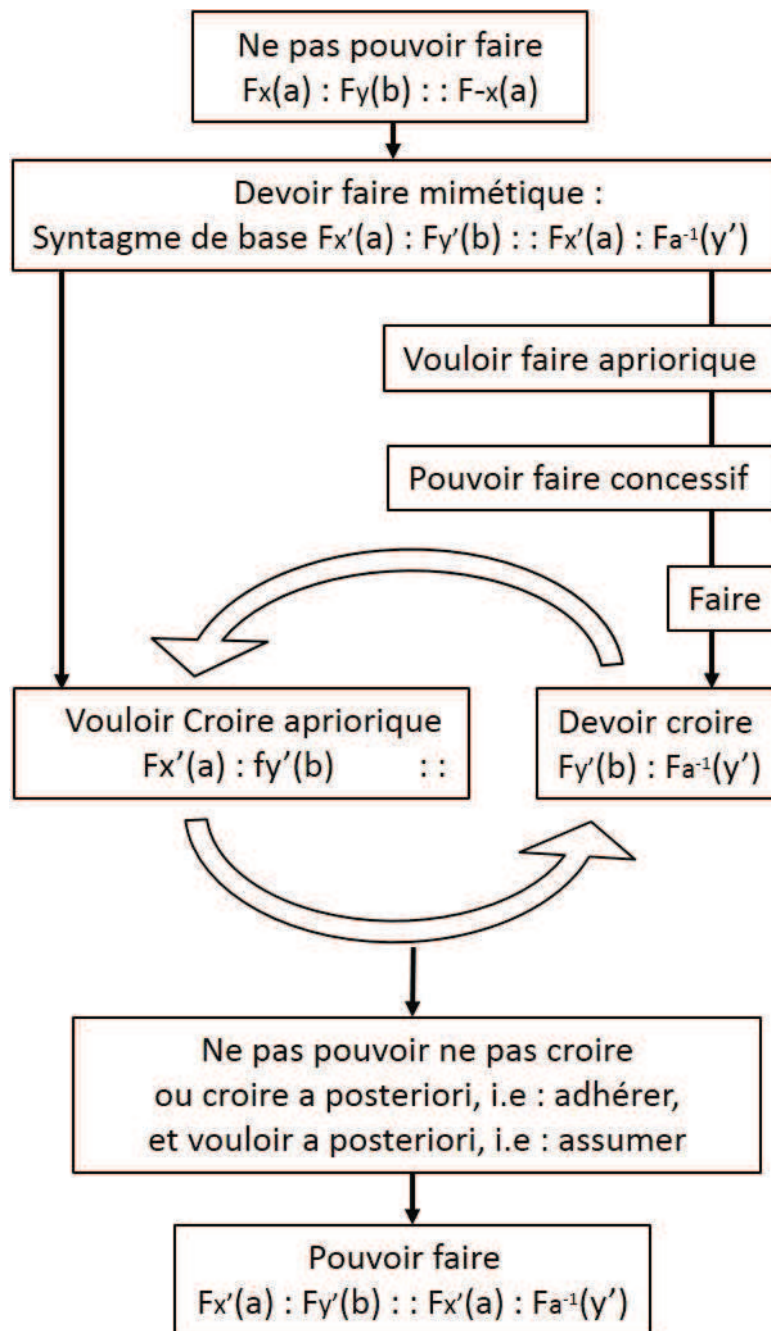 Ne pas pouvoir faire
Fx(a) : Fy(b) : : F-x(a)
Devoir faire mimétique :
Syntagme de base Fx’(a) : Fy’(b) : : Fx’(a) : Fa⁻¹(y’)
Vouloir faire apriorique
Pouvoir faire concessif
Faire
Vouloir Croire apriorique
Fx’(a) : fy’(b) : :
Devoir croire
Fy’(b) : Fa⁻¹(y’)
Ne pas pouvoir ne pas croire
ou croire a posteriori, i.e : adhérer,
et vouloir a posteriori, i.e : assumer
Pouvoir faire
Fx’(a) : Fy’(b) : : Fx’(a) : Fa⁻¹(y’)